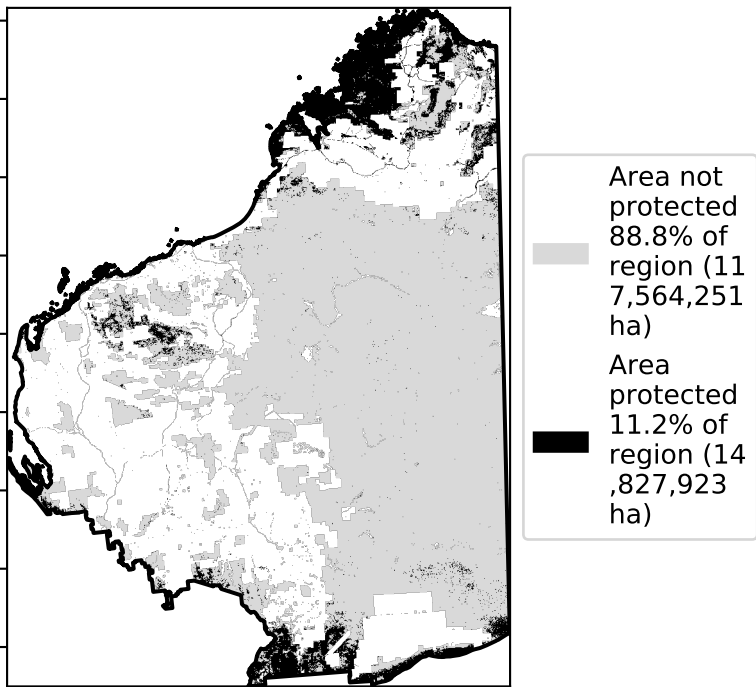 Area not
protected
88.8% of
region (11
7,564,251
ha)
Area
protected
11.2% of
region (14
,827,923
ha)